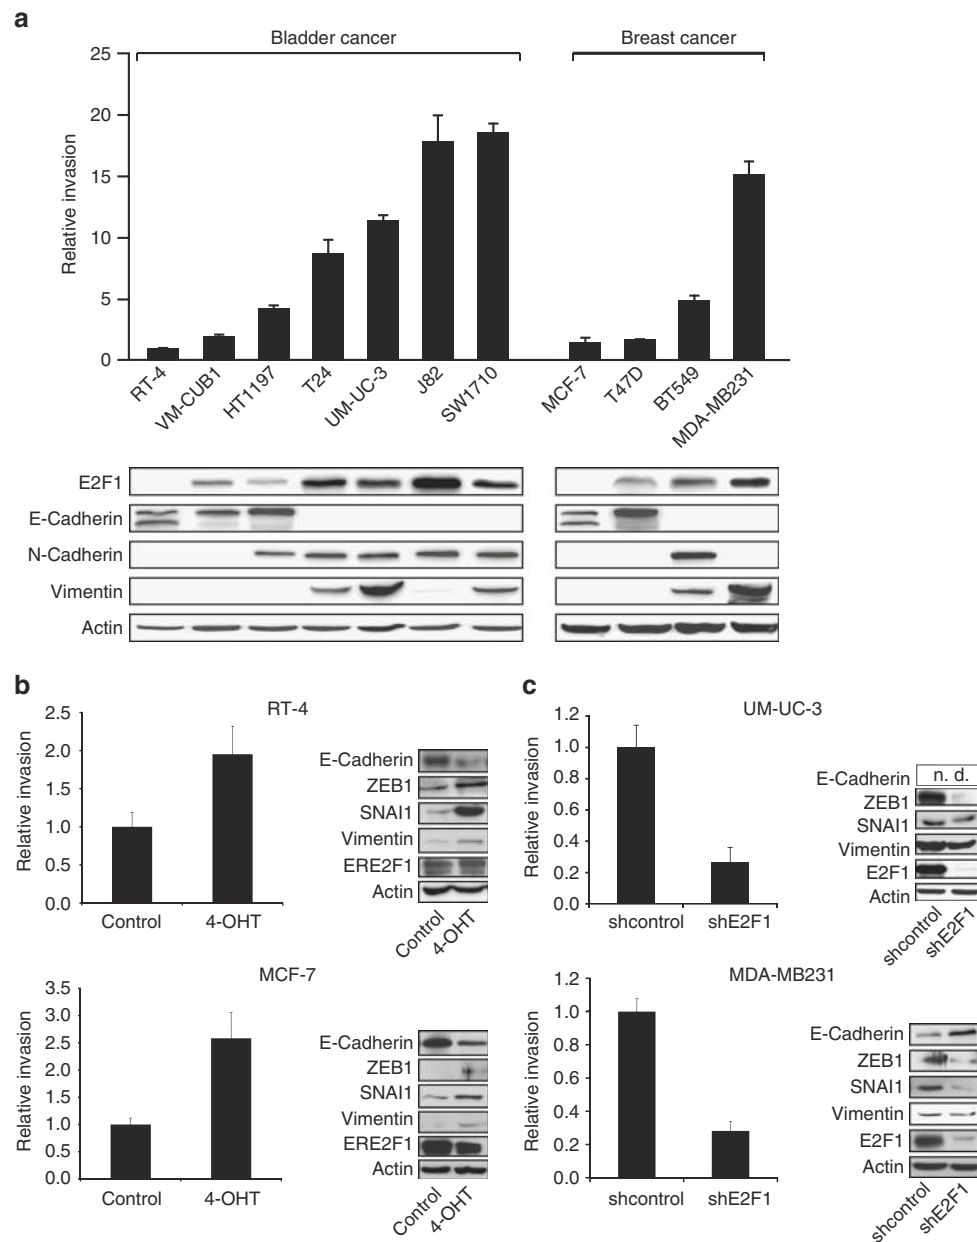 a
Bladder cancer
Breast cancer
Relative invasion
25
20
15
10
5
0
RT-4
VM-CUB1
HT1197
T24
UM-UC-3
J82
SW1710
MCF-7
T47D
BT549
MDA-MB231
E2F1
E-Cadherin
N-Cadherin
Vimentin
Actin
b
RT-4
Relative invasion
2.5
2.0
1.5
1.0
0.5
0.0
Control
4-OHT
E-Cadherin
ZEB1
SNAI1
Vimentin
ERE2F1
Actin
Control
4-OHT
MCF-7
Relative invasion
3.5
3.0
2.5
2.0
1.5
1.0
0.5
0.0
Control
4-OHT
E-Cadherin
ZEB1
SNAI1
Vimentin
ERE2F1
Actin
Control
4-OHT
c
UM-UC-3
Relative invasion
1.2
1.0
0.8
0.6
0.4
0.2
0.0
shcontrol
shE2F1
E-Cadherin n. d.
ZEB1
SNAI1
Vimentin
E2F1
Actin
shcontrol
shE2F1
MDA-MB231
Relative invasion
1.2
1.0
0.8
0.6
0.4
0.2
0.0
shcontrol
shE2F1
E-Cadherin
ZEB1
SNAI1
Vimentin
E2F1
Actin
shcontrol
shE2F1